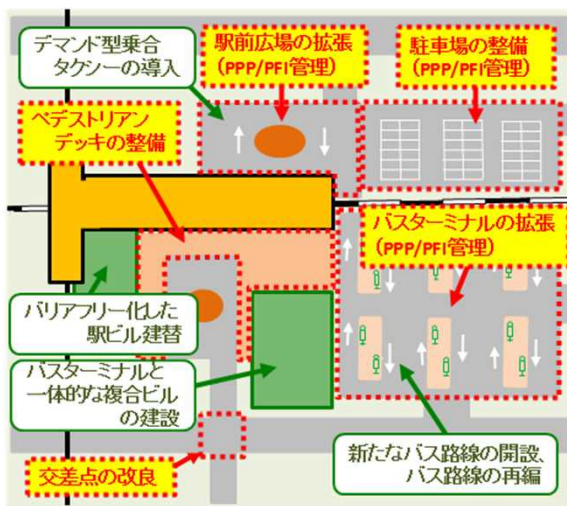 デマンド型乗合
タクシーの導入
駅前広場の拡張
(PPP/PFI管理)
駐車場の整備
(PPP/PFI管理)
ペデストリアン
デッキの整備
バスターミナルの拡張
(PPP/PFI管理)
バリアフリー化した
駅ビル建替
バスターミナルと
一体的な複合ビル
の建設
交差点の改良
新たなバス路線の開設、
バス路線の再編